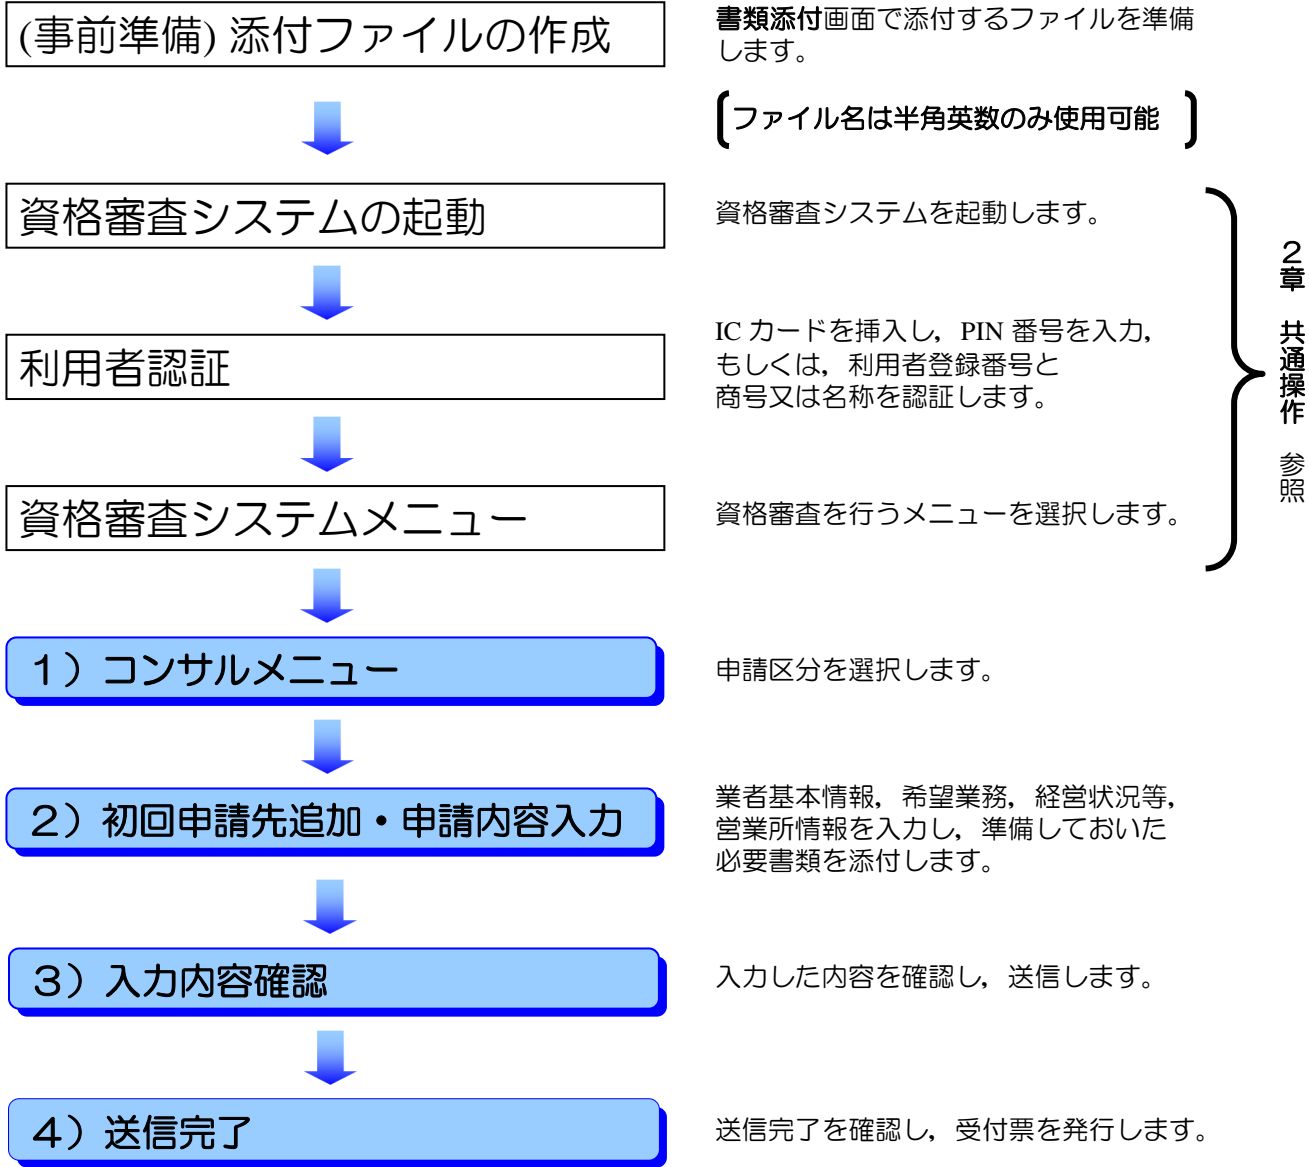 (事前準備) 添付ファイルの作成
書類添付画面で添付するファイルを準備
します。
ファイル名は半角英数のみ使用可能
資格審査システムの起動
資格審査システムを起動します。
利用者認証
IC カードを挿入し，PIN 番号を入力，
もしくは，利用者登録番号と
商号又は名称を認証します。
資格審査システムメニュー
資格審査を行うメニューを選択します。
２章　共通操作　参照
１）コンサルメニュー
申請区分を選択します。
２）初回申請先追加・申請内容入力
業者基本情報，希望業務，経営状況等，
営業所情報を入力し，準備しておいた
必要書類を添付します。
３）入力内容確認
入力した内容を確認し，送信します。
４）送信完了
送信完了を確認し，受付票を発行します。